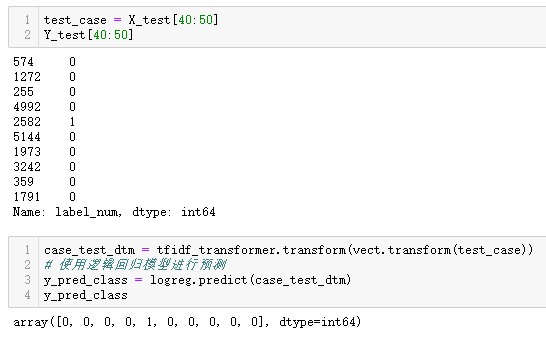 1 test_case = X_test[40:50]
2 Y_test[40:50]
574 0
1272 0
255 0
4992 0
2582 1
5144 0
1973 0
3242 0
359 0
1791 0
Name: label_num, dtype: int64
1 case_test_dtm = tfidf_transformer.transform(vect.transform(test_case))
2 # 使用逻辑回归模型进行预测
3 y_pred_class = logreg.predict(case_test_dtm)
4 y_pred_class
array([0, 0, 0, 0, 1, 0, 0, 0, 0, 0], dtype=int64)